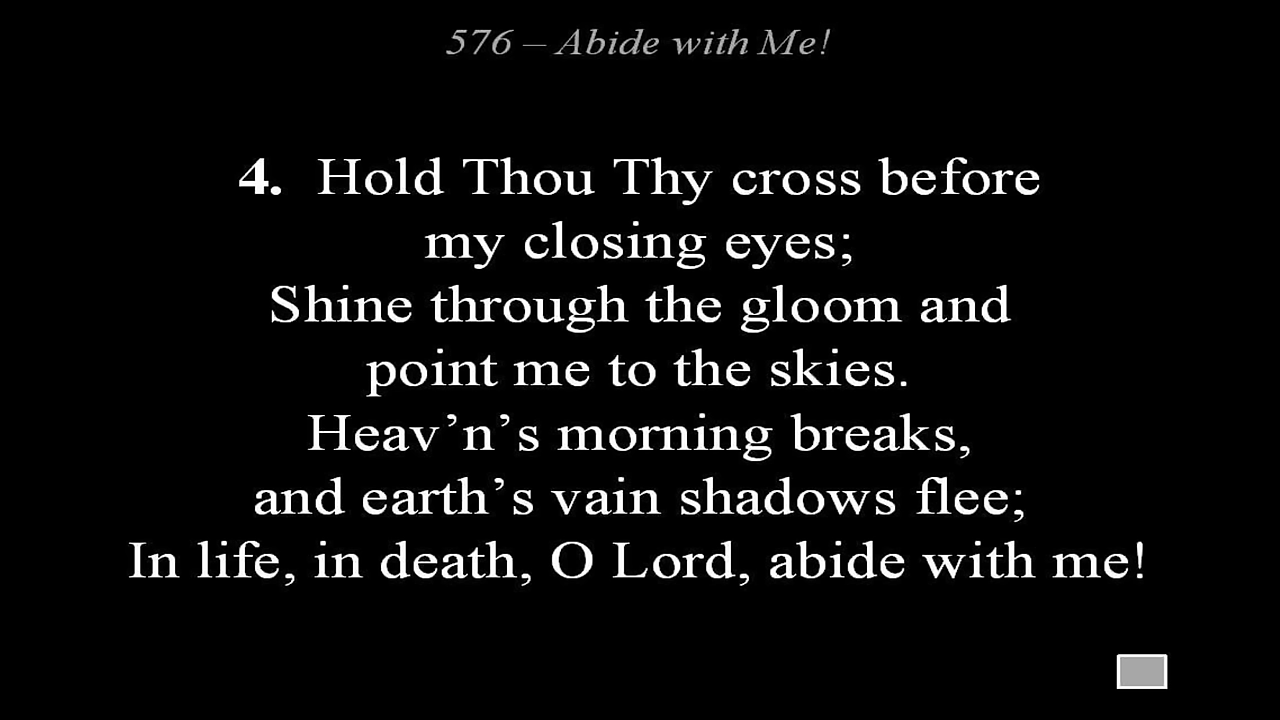 576 – Abide with Me!
4. Hold Thou Thy cross before
my closing eyes;
Shine through the gloom and
point me to the skies.
Heav’n’s morning breaks,
and earth’s vain shadows flee;
In life, in death, O Lord, abide with me!